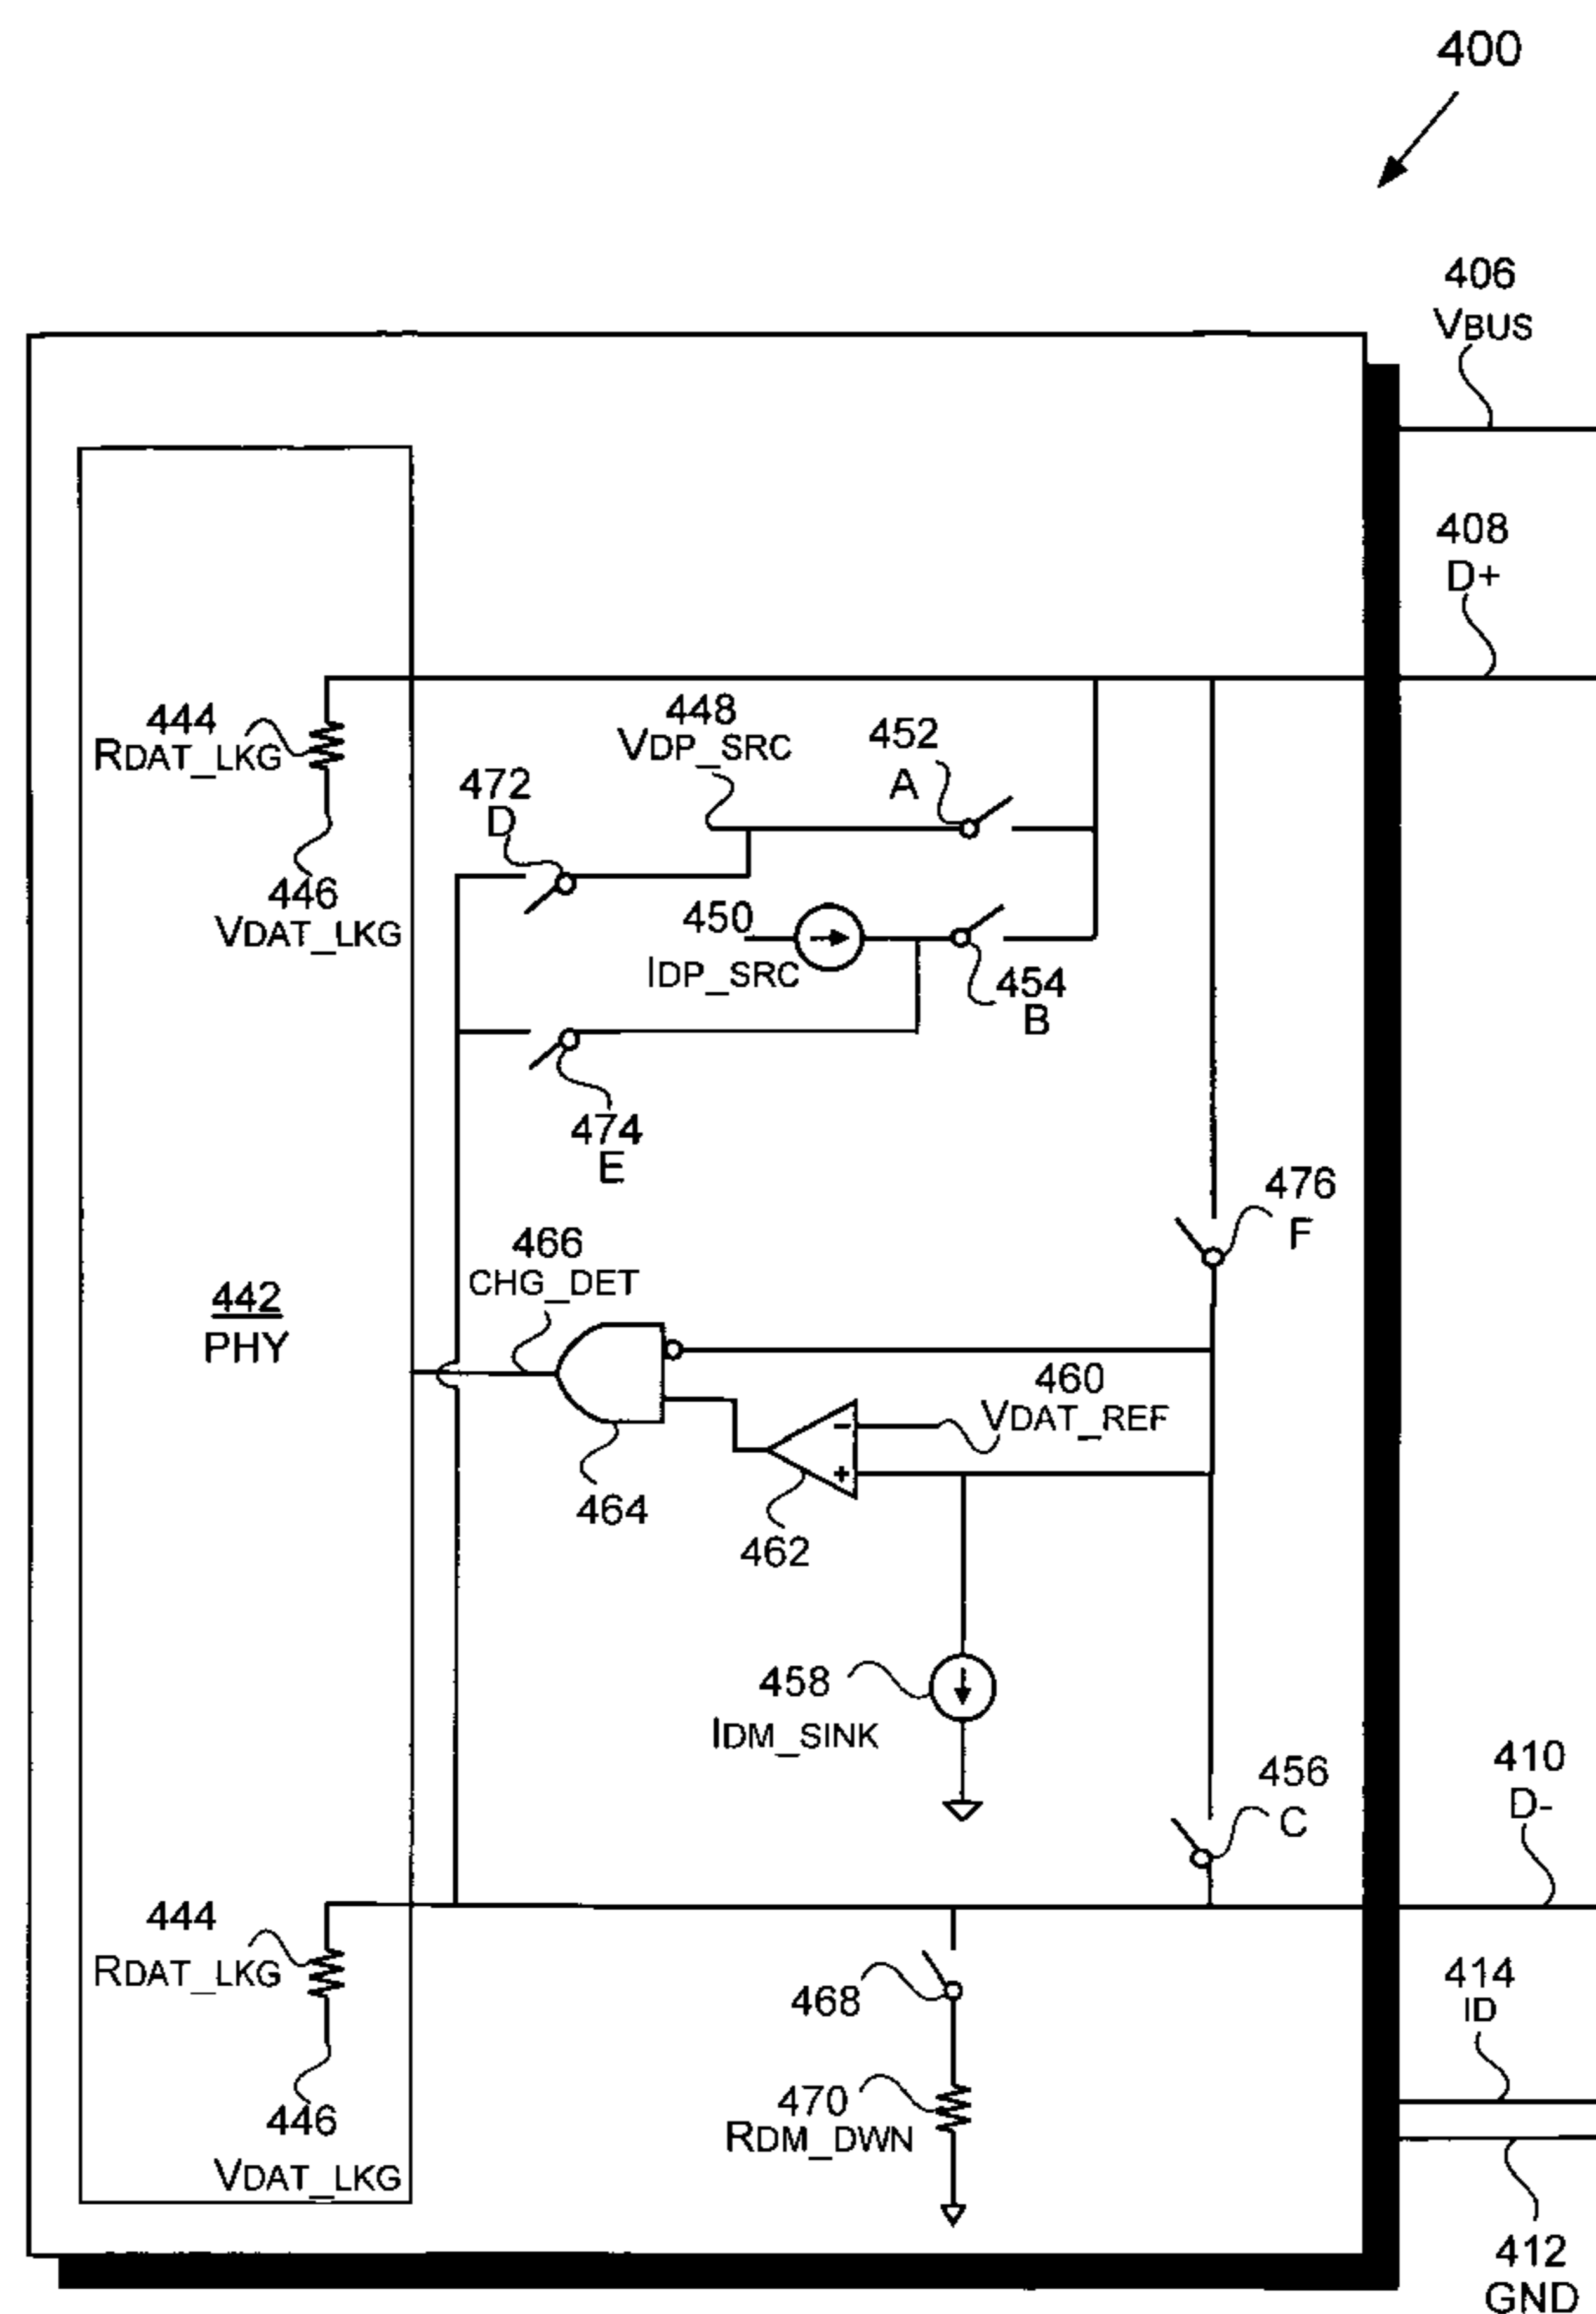 400
406
VBUS
408
D+
444
RDAT_LKG
448
VDP_SRC
452
A
472
D
446
VDAT_LKG
450
IDP_SRC
454
B
474
E
476
F
466
CHG_DET
442
PHY
460
VDAT_REF
-
+
464
462
458
IDM_SINK
456
C
410
D-
444
RDAT_LKG
468
414
ID
446
VDAT_LKG
470
RDM_DWN
412
GND